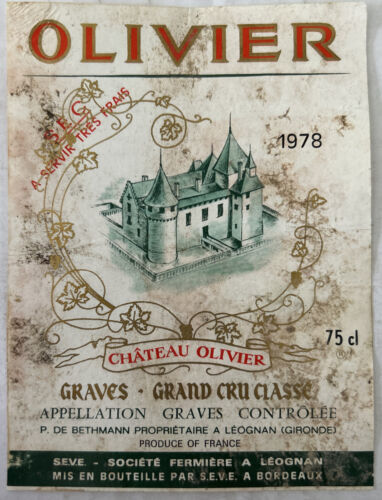 OLIVIER
SEC
A SERVIR TRES FRAIS
1978
75 cl
CHÂTEAU OLIVIER
GRAVES - GRAND CRU CLASSÉ
APPELLATION GRAVES CONTRÔLÉE
P. DE BETHMANN PROPRIÉTAIRE A LÉOGNAN (GIRONDE)
PRODUCE OF FRANCE
SEVE. - SOCIÉTÉ FERMIÈRE A LÉOGNAN
MIS EN BOUTEILLE PAR S.E.V.E. A BORDEAUX